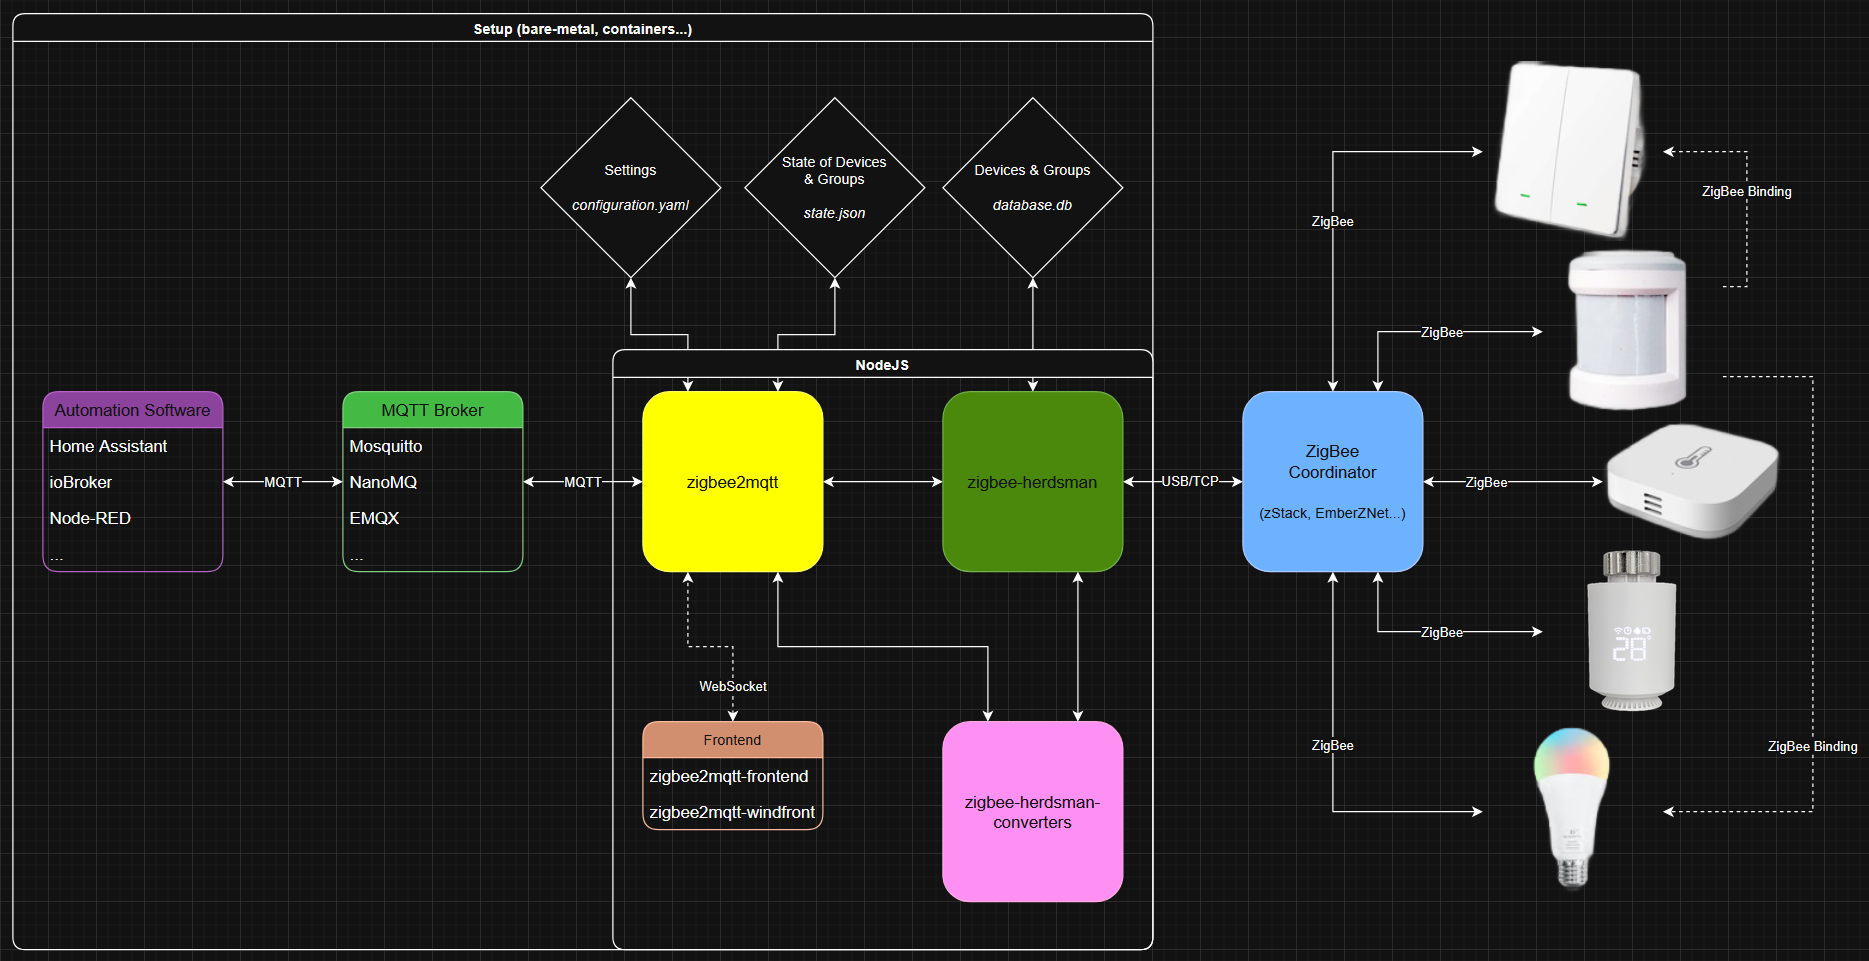 Setup (bare-metal, containers...)
Settings
configuration.yaml
State of Devices
& Groups
state.json
Devices & Groups
database.db
ZigBee Binding
ZigBee
ZigBee
NodeJS
Automation Software
Home Assistant
ioBroker
Node-RED
...
MQTT
MQTT Broker
Mosquitto
NanoMQ
EMQX
...
MQTT
zigbee2mqtt
zigbee-herdsman
USB/TCP
ZigBee
Coordinator
(zStack, EmberZNet...)
ZigBee
ZigBee
28
WebSocket
Frontend
zigbee2mqtt-frontend
zigbee2mqtt-windfront
zigbee-herdsman-
converters
ZigBee
ZigBee Binding